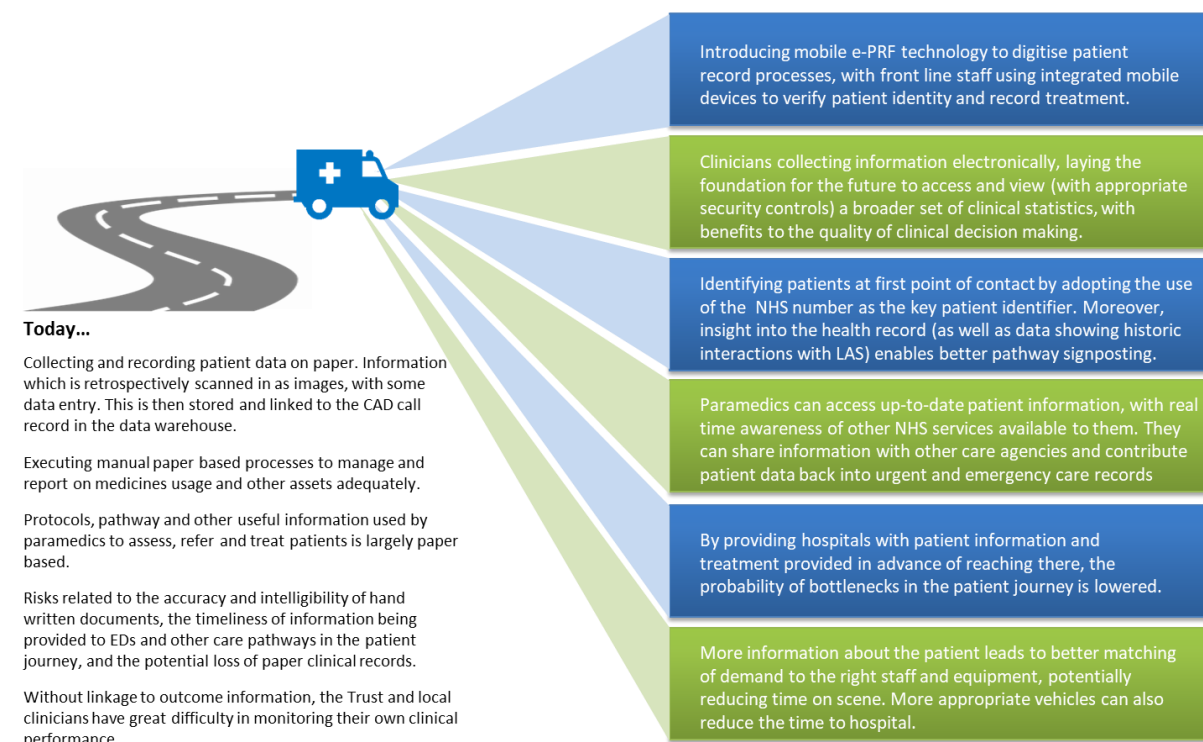 Today...
Collecting and recording patient data on paper. Information
which is retrospectively scanned in as images, with some
data entry. This is then stored and linked to the CAD call
record in the data warehouse.
Executing manual paper based processes to manage and
report on medicines usage and other assets adequately.
Protocols, pathway and other useful information used by
paramedics to assess, refer and treat patients is largely paper
based.
Risks related to the accuracy and intelligibility of hand
written documents, the timeliness of information being
provided to EDs and other care pathways in the patient
journey, and the potential loss of paper clinical records.
Without linkage to outcome information, the Trust and local
clinicians have great difficulty in monitoring their own clinical
performance
Introducing mobile e-PRF technology to digitise patient
record processes, with front line staff using integrated mobile
devices to verify patient identity and record treatment.
Clinicians collecting information electronically, laying the
foundation for the future to access and view (with appropriate
security controls) a broader set of clinical statistics, with
benefits to the quality of clinical decision making.
Identifying patients at first point of contact by adopting the use
of the NHS number as the key patient identifier. Moreover,
insight into the health record (as well as data showing historic
interactions with LAS) enables better pathway signposting.
Paramedics can access up-to-date patient information, with real
time awareness of other NHS services available to them. They
can share information with other care agencies and contribute
patient data back into urgent and emergency care records
By providing hospitals with patient information and
treatment provided in advance of reaching there, the
probability of bottlenecks in the patient journey is lowered.
More information about the patient leads to better matching
of demand to the right staff and equipment, potentially
reducing time on scene. More appropriate vehicles can also
reduce the time to hospital.